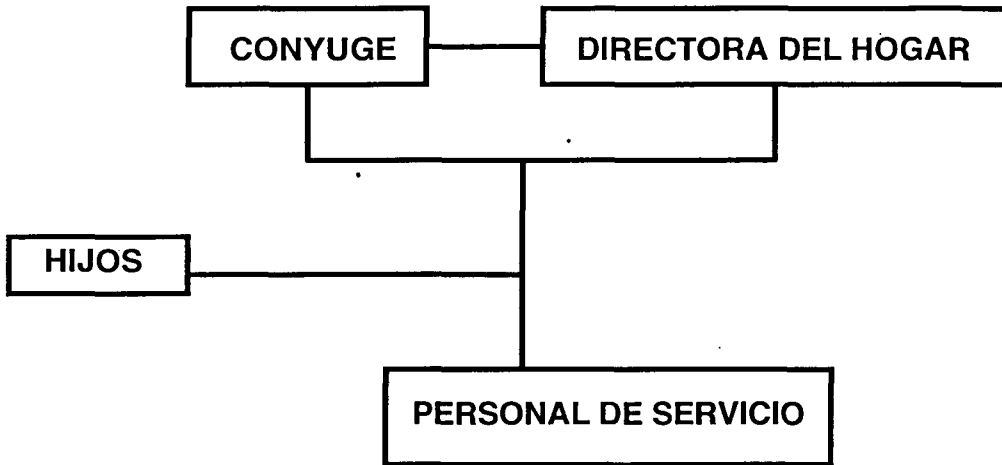 CONYUGE
DIRECTORA DEL HOGAR
HIJOS
PERSONAL DE SERVICIO